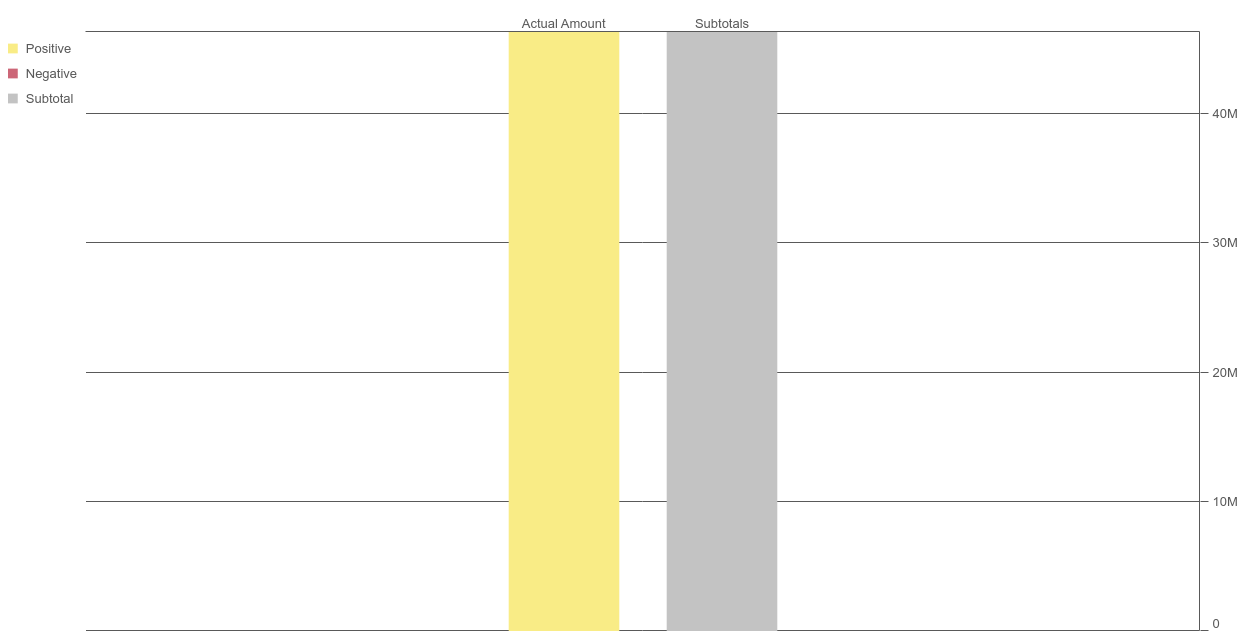 Actual Amount
Subtotals
Positive
Negative
Subtotal
40M
30M
20M
10M
0